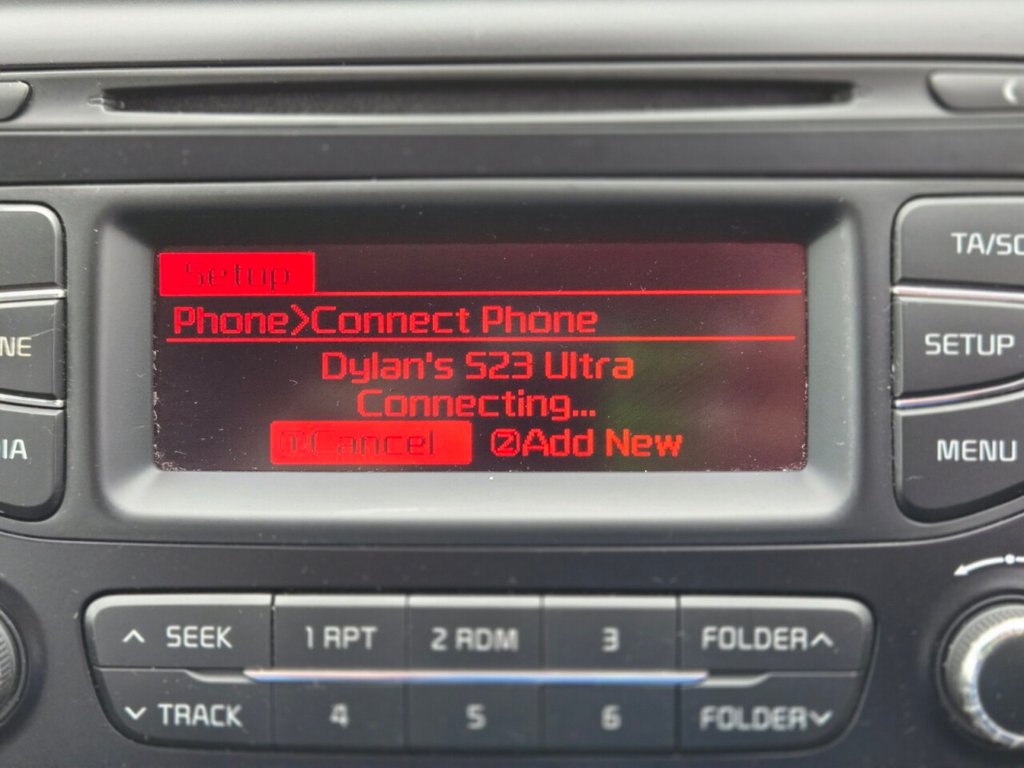 Setup
Phone>Connect Phone
Dylan's S23 Ultra
Connecting...
①Cancel ②Add New
TA/SC
NE
SETUP
IA
MENU
SEEK 1 RPT 2 RDM 3 FOLDER
TRACK 4 5 6 FOLDER